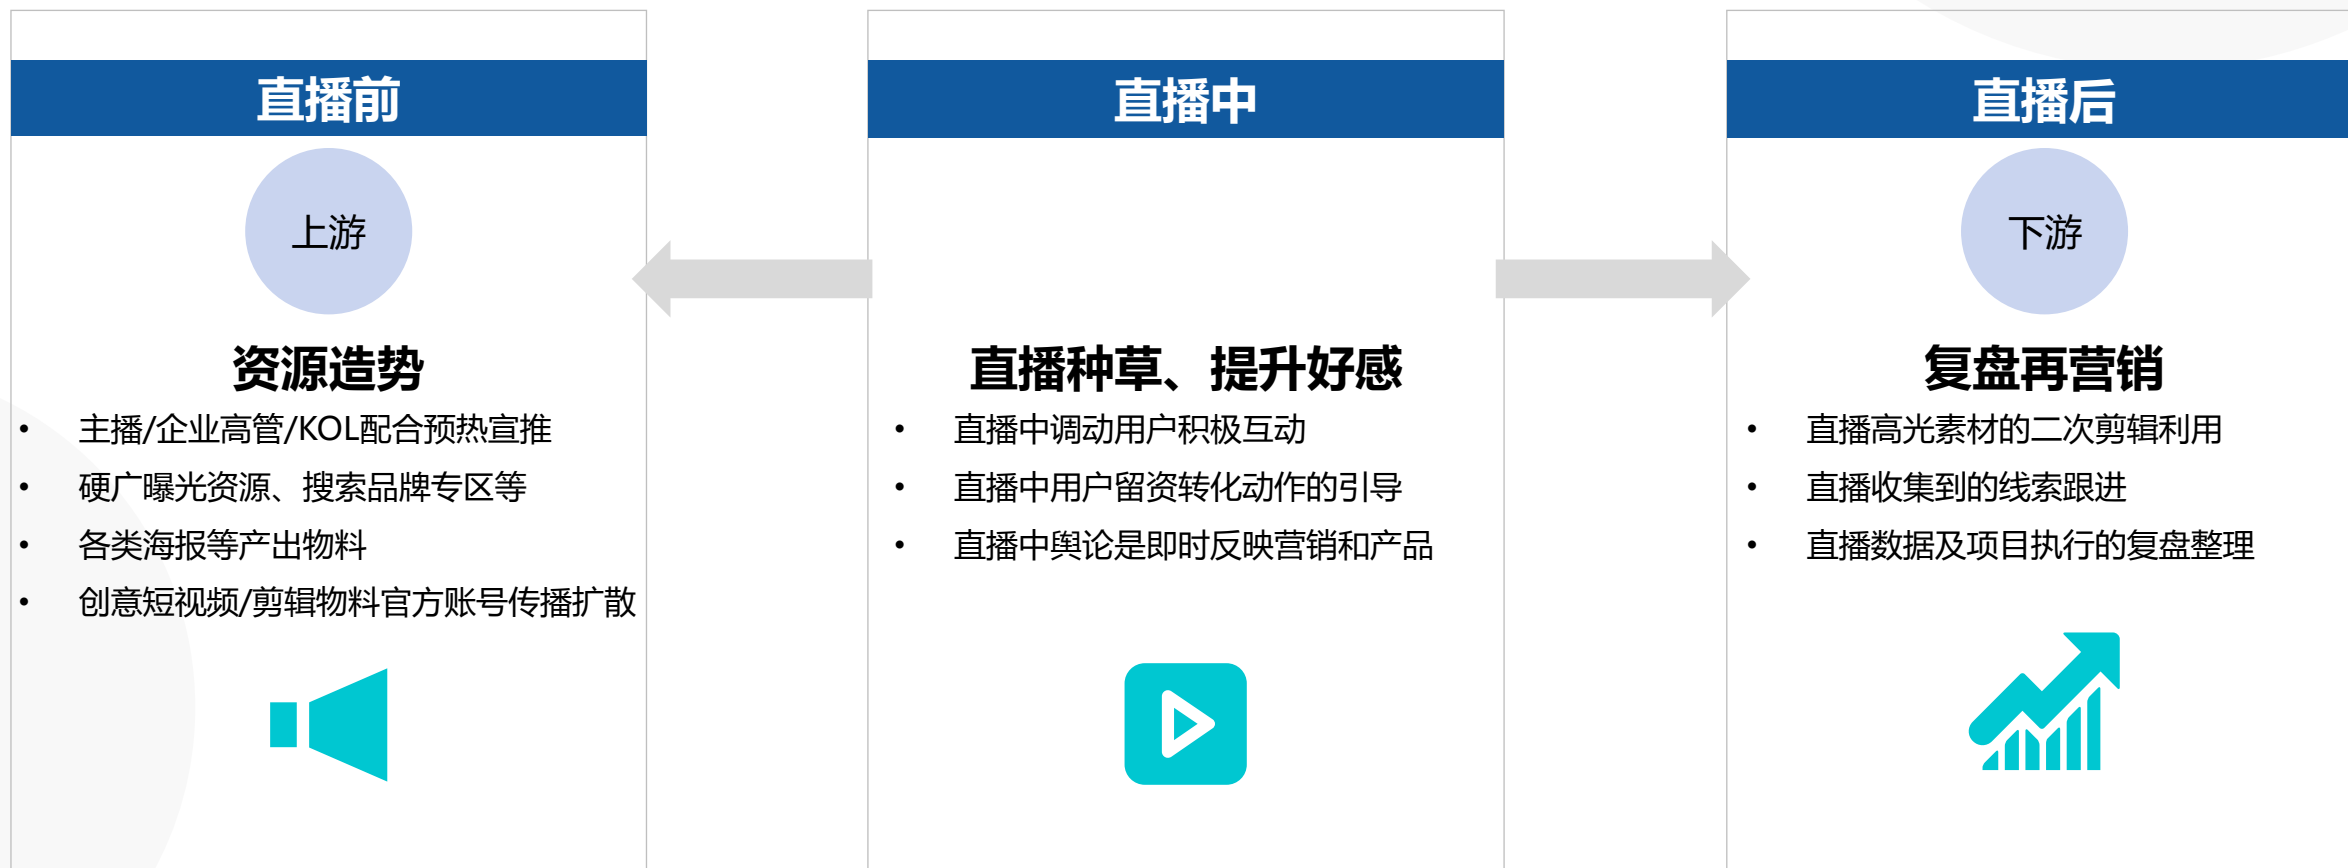 直播前
上游
资源造势
• 主播/企业高管/KOL配合预热宣推
• 硬广曝光资源、搜索品牌专区等
• 各类海报等产出物料
• 创意短视频/剪辑物料官方账号传播扩散
直播中
直播种草、提升好感
• 直播中调动用户积极互动
• 直播中用户留资转化动作的引导
• 直播中舆论是即时反映营销和产品
直播后
下游
复盘再营销
• 直播高光素材的二次剪辑利用
• 直播收集到的线索跟进
• 直播数据及项目执行的复盘整理